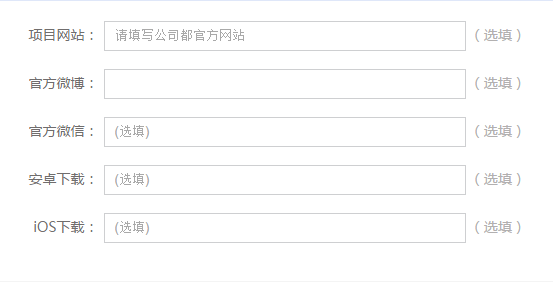 项目网站： 请填写公司都官方网站 （选填）
官方微博： （选填）
官方微信： (选填) （选填）
安卓下载： (选填) （选填）
iOS下载： (选填) （选填）